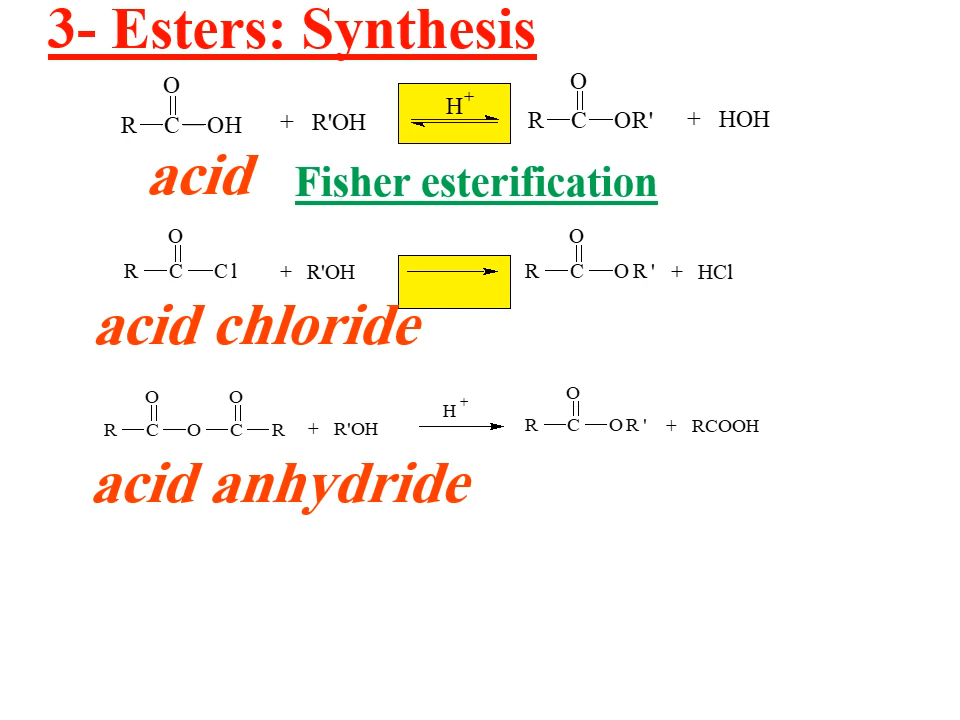 3- Esters: Synthesis
O
R—C—OH + R'OH H+ R—C—OR' + HOH
O
acid Fisher esterification
O
R—C—Cl + R'OH R—C—OR' + HCl
O
acid chloride
O O
R—C—O—C—R + R'OH H+ R—C—OR' + RCOOH
O
acid anhydride